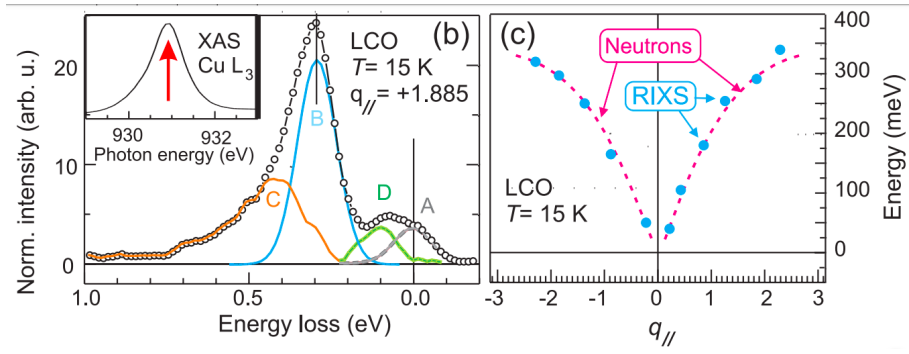 XAS
Cu L3
930 932
Photon energy (eV)
(b)
LCO
T= 15 K
q// = +1.885
B
C
D
A
20
10
0
Norm. intensity (arb. u.)
1.0 0.5 0.0
Energy loss (eV)
(c)
Neutrons
RIXS
LCO
T= 15 K
400
300
200
100
0
Energy (meV)
-3 -2 -1 0 1 2 3
q//